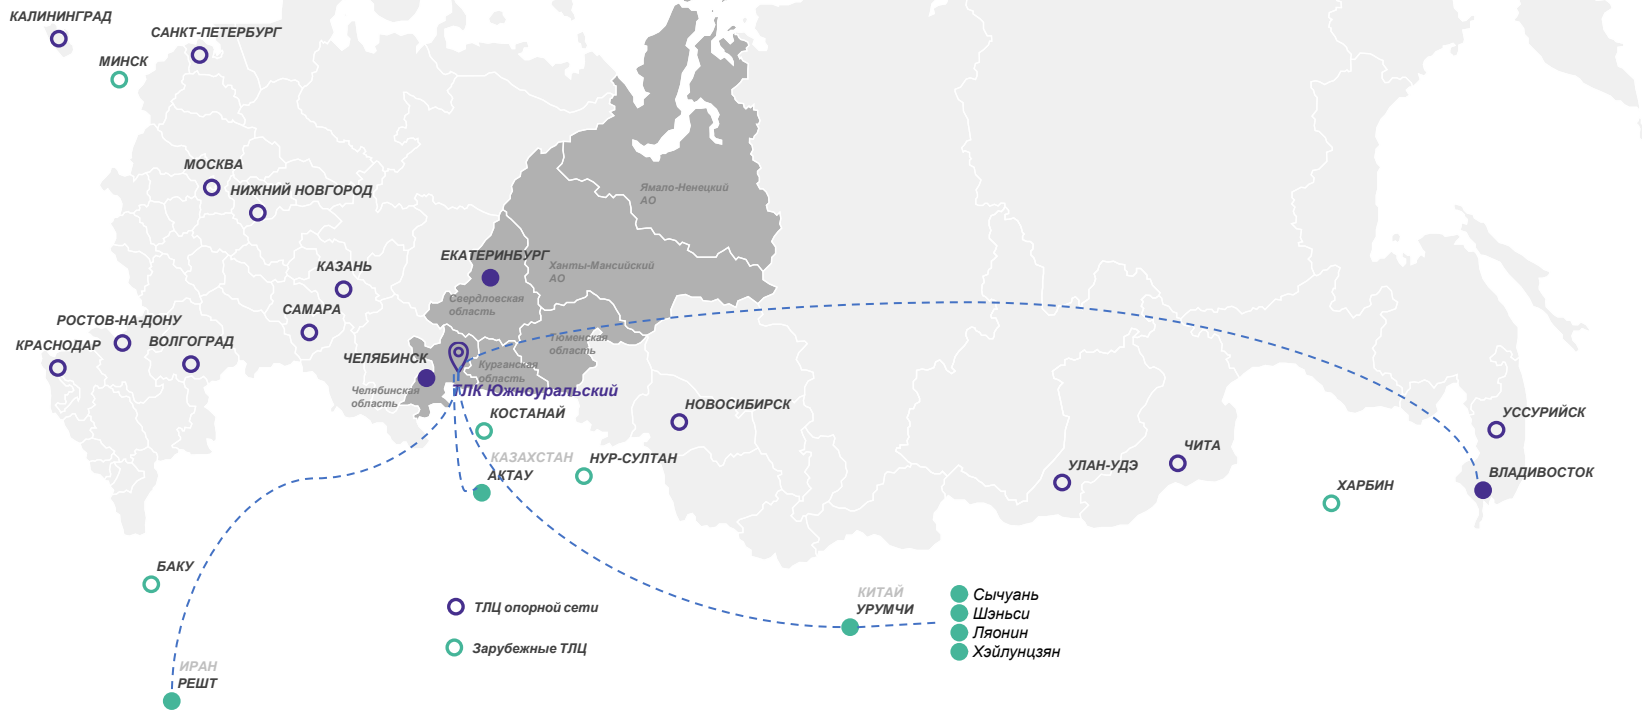 КАЛИНИНГРАД
САНКТ-ПЕТЕРБУРГ
МИНСК
МОСКВА
НИЖНИЙ НОВГОРОД
Ямало-Ненецкий
АО
ЕКАТЕРИНБУРГ
Ханты-Мансийский
АО
КАЗАНЬ
Свердловская
область
САМАРА
РОСТОВ-НА-ДОНУ
ВОЛГОГРАД
КРАСНОДАР
Тюменская
область
ЧЕЛЯБИНСК
Курганская
область
Челябинская
область
ТЛК Южноуральский
КОСТАНАЙ
НОВОСИБИРСК
УССУРИЙСК
ЧИТА
КАЗАХСТАН
НУР-СУЛТАН
АКТАУ
УЛАН-УДЭ
ВЛАДИВОСТОК
ХАРБИН
БАКУ
КИТАЙ
УРУМЧИ
Сычуань
Шэньси
Ляонин
Хэйлунцзян
ТЛЦ опорной сети
Зарубежные ТЛЦ
ИРАН
РЕШТ